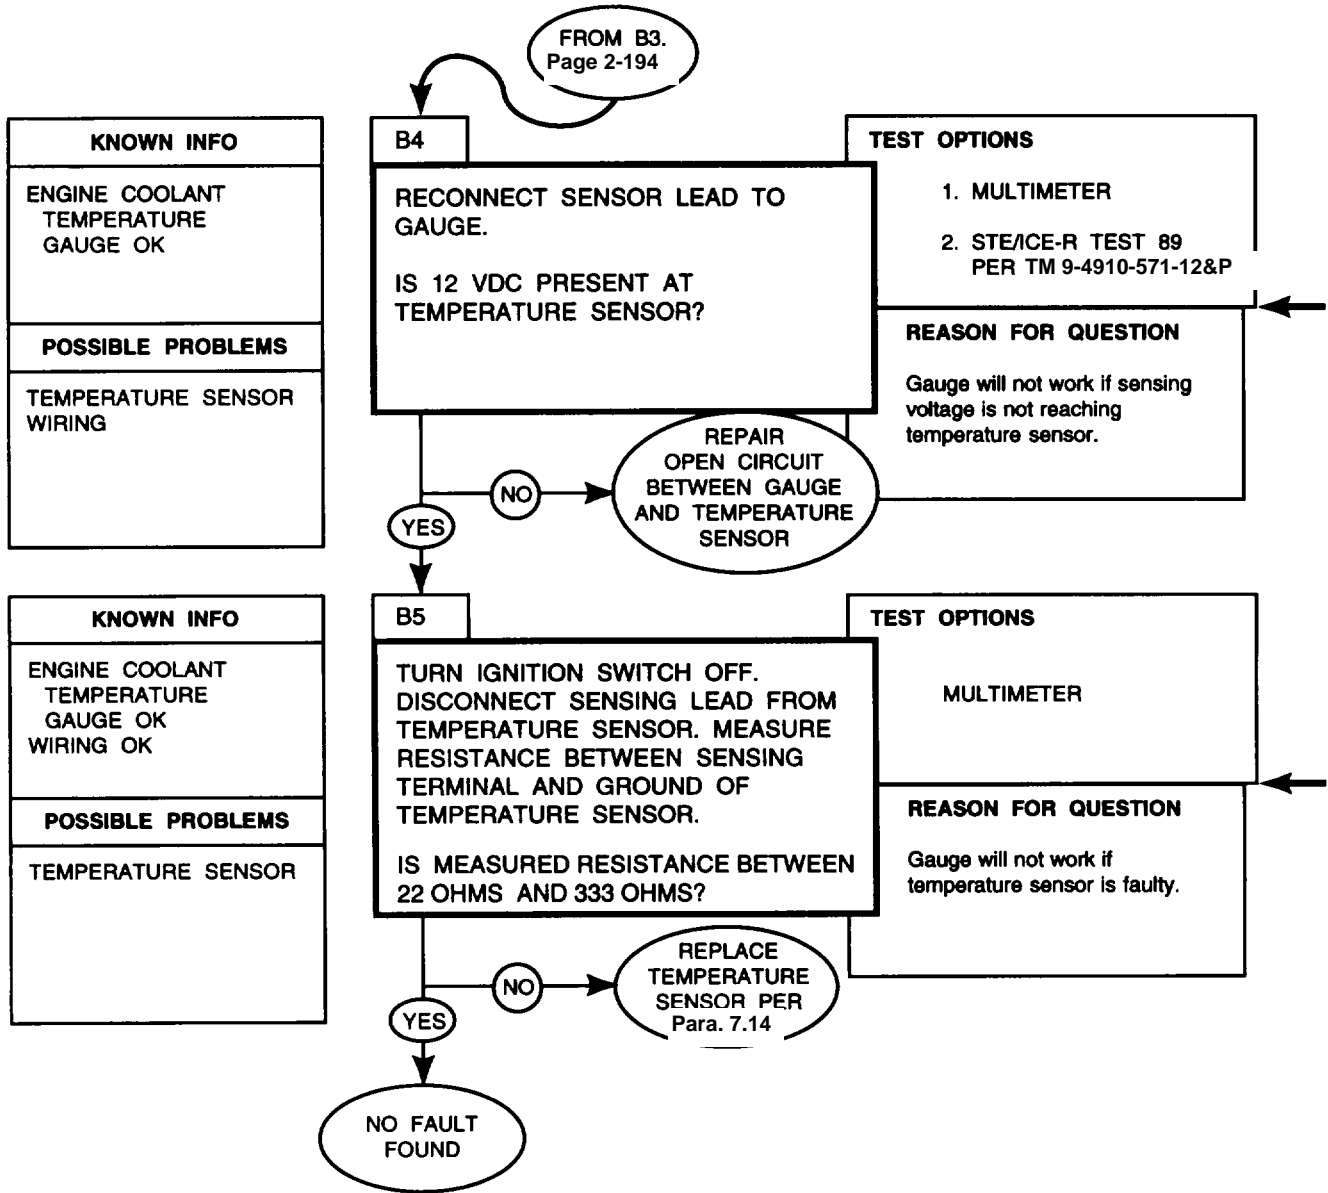 FROM B3.
Page 2-194
KNOWN INFO
ENGINE COOLANT
TEMPERATURE
GAUGE OK
POSSIBLE PROBLEMS
TEMPERATURE SENSOR
WIRING
B4
RECONNECT SENSOR LEAD TO
GAUGE.
IS 12 VDC PRESENT AT
TEMPERATURE SENSOR?
TEST OPTIONS
1. MULTIMETER
2. STE/ICE-R TEST 89
PER TM 9-4910-571-12&P
REASON FOR QUESTION
Gauge will not work if sensing
voltage is not reaching
temperature sensor.
NO
REPAIR
OPEN CIRCUIT
BETWEEN GAUGE
AND TEMPERATURE
SENSOR
YES
KNOWN INFO
ENGINE COOLANT
TEMPERATURE
GAUGE OK
WIRING OK
POSSIBLE PROBLEMS
TEMPERATURE SENSOR
B5
TURN IGNITION SWITCH OFF.
DISCONNECT SENSING LEAD FROM
TEMPERATURE SENSOR. MEASURE
RESISTANCE BETWEEN SENSING
TERMINAL AND GROUND OF
TEMPERATURE SENSOR.
IS MEASURED RESISTANCE BETWEEN
22 OHMS AND 333 OHMS?
TEST OPTIONS
MULTIMETER
REASON FOR QUESTION
Gauge will not work if
temperature sensor is faulty.
NO
REPLACE
TEMPERATURE
SENSOR PER
Para. 7.14
YES
NO FAULT
FOUND